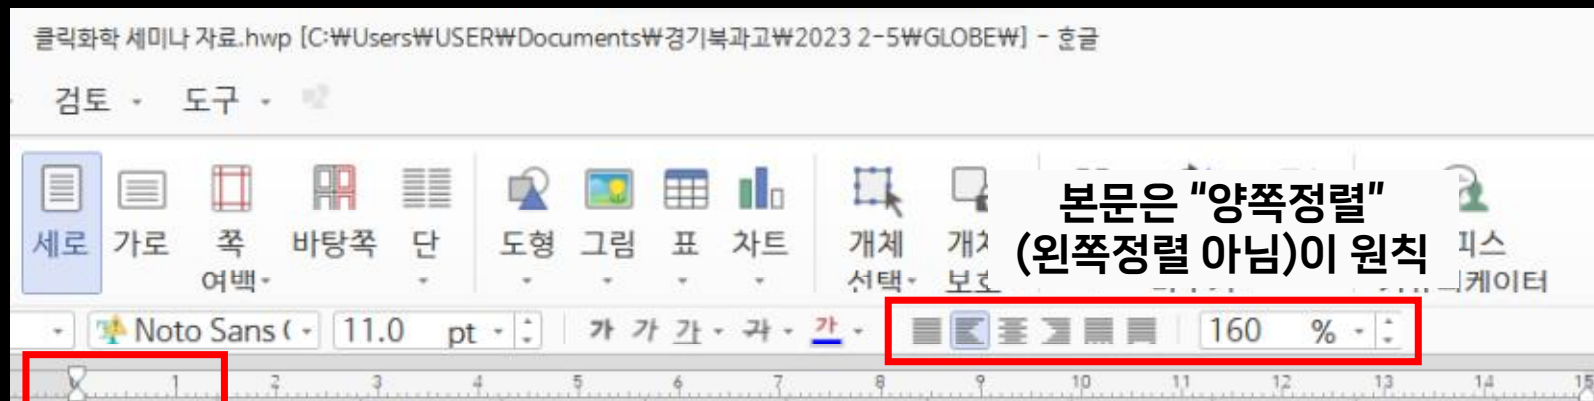 클릭화학 세미나 자료.hwp [C:₩Users₩USER₩Documents₩경기북과고₩2023 2-5₩GLOBE₩] - 훈글
검토 도구
세로 가로 쪽 여백 바탕쪽 단 도형 그림 표 차트 개체 선택
본문은 “양쪽정렬”
(왼쪽정렬 아님)이 원칙
Noto Sans ( 11.0 pt 가 가 가 가 가 160 %
1 2 3 4 5 6 7 8 9 10 11 12 13 14 15